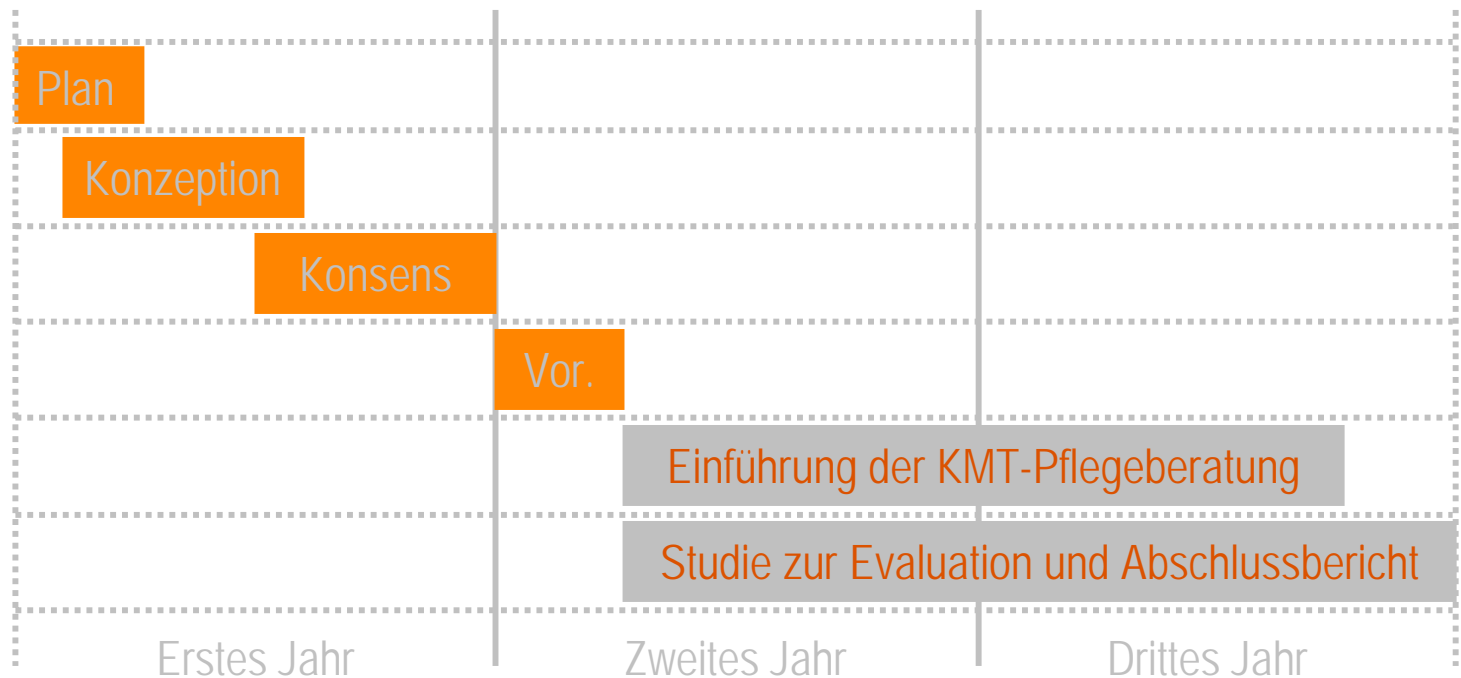 Plan
Konzeption
Konsens
Vor.
Einführung der KMT-Pflegeberatung
Studie zur Evaluation und Abschlussbericht
Erstes Jahr
Zweites Jahr
Drittes Jahr